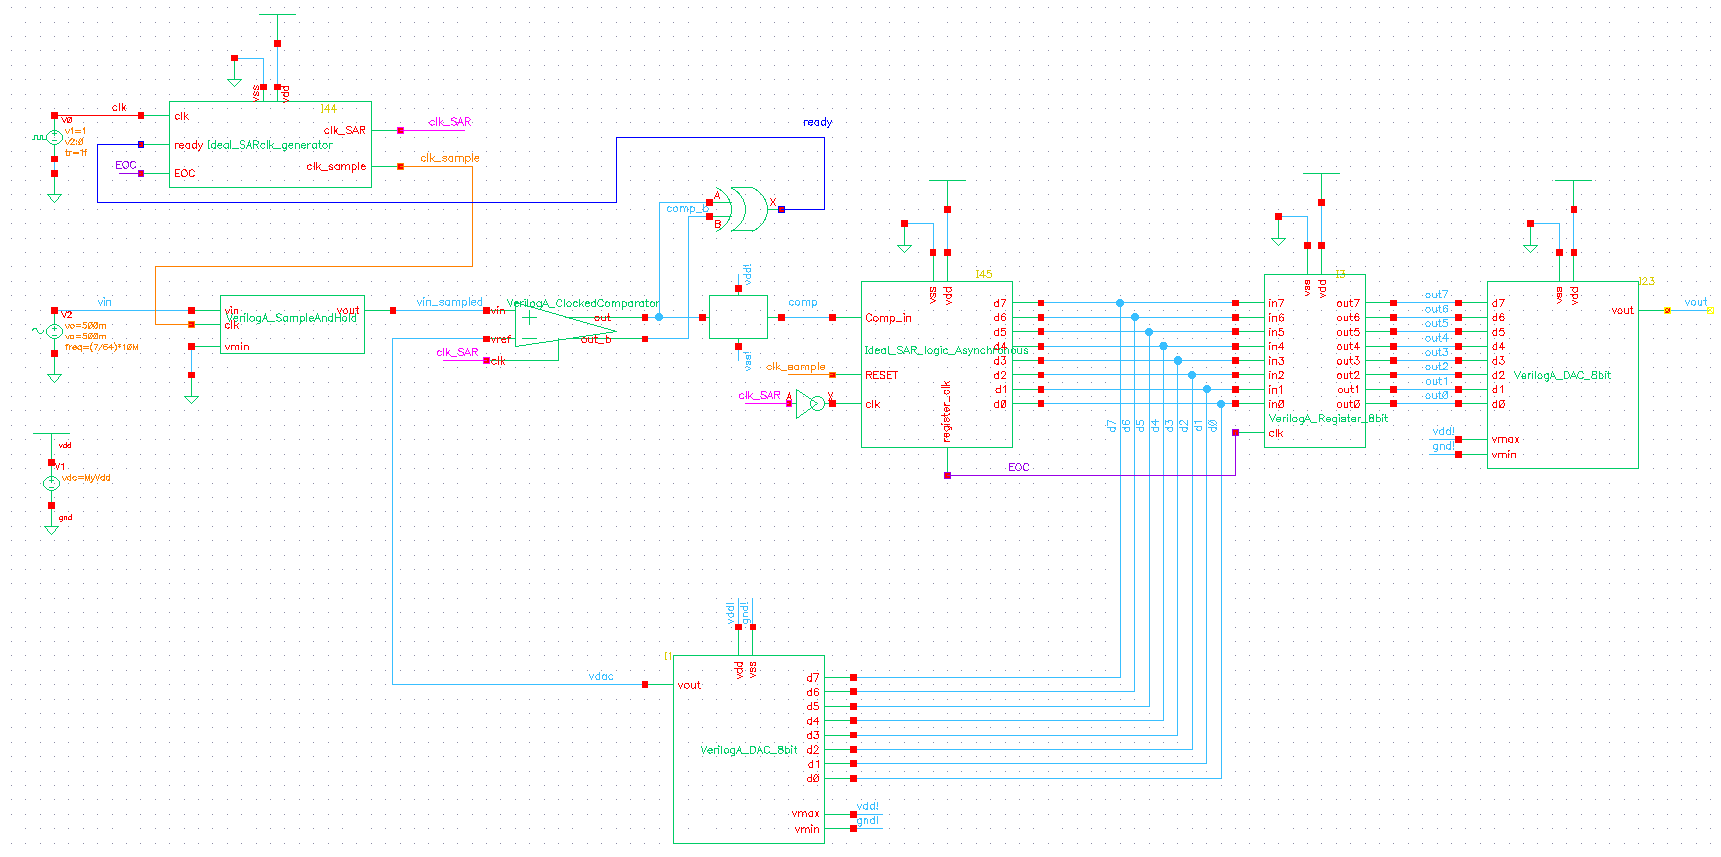 clk
V0
v1=1
v2:0
tr=1f
vss
vdd
I44
clk
ready
EOC
Ideal_SARclk_generator
clk_SAR
clk_sample
EOC
clk_SAR
clk_sample
ready
comp_b
A
B
X
vin
V2
vo=500m
va=500m
freq=(7/64)*10M
vin
clk
vmin
VerilogA_SampleAndHold
vout
vin_sampled
VerilogA_ClockedComparator
vin
vref
clk
out
out_b
clk_SAR
vdd!
vss!
comp
I45
vss
vdd
Comp_in
Ideal_SAR_logic_Asynchronous
RESET
clk
register_clk
clk_sample
clk_SAR
A
Y
d7
d6
d5
d4
d3
d2
d1
d0
d7
d6
d5
d4
d3
d2
d1
d0
EOC
I3
vss
vdd
in7
in6
in5
in4
in3
in2
in1
in0
clk
VerilogA_Register_8bit
out7
out6
out5
out4
out3
out2
out1
out0
out7
out6
out5
out4
out3
out2
out1
out0
I23
vss
vdd
d7
d6
d5
d4
d3
d2
d1
d0
VerilogA_DAC_8bit
vmax
vmin
vdd!
gnd!
vout
vout
vdd
V1
vdc=MyVdd
gnd
vdd!
gnd!
I1
vdd
vss
vdac
vout
VerilogA_DAC_8bit
d7
d6
d5
d4
d3
d2
d1
d0
vmax
vmin
vdd!
gnd!